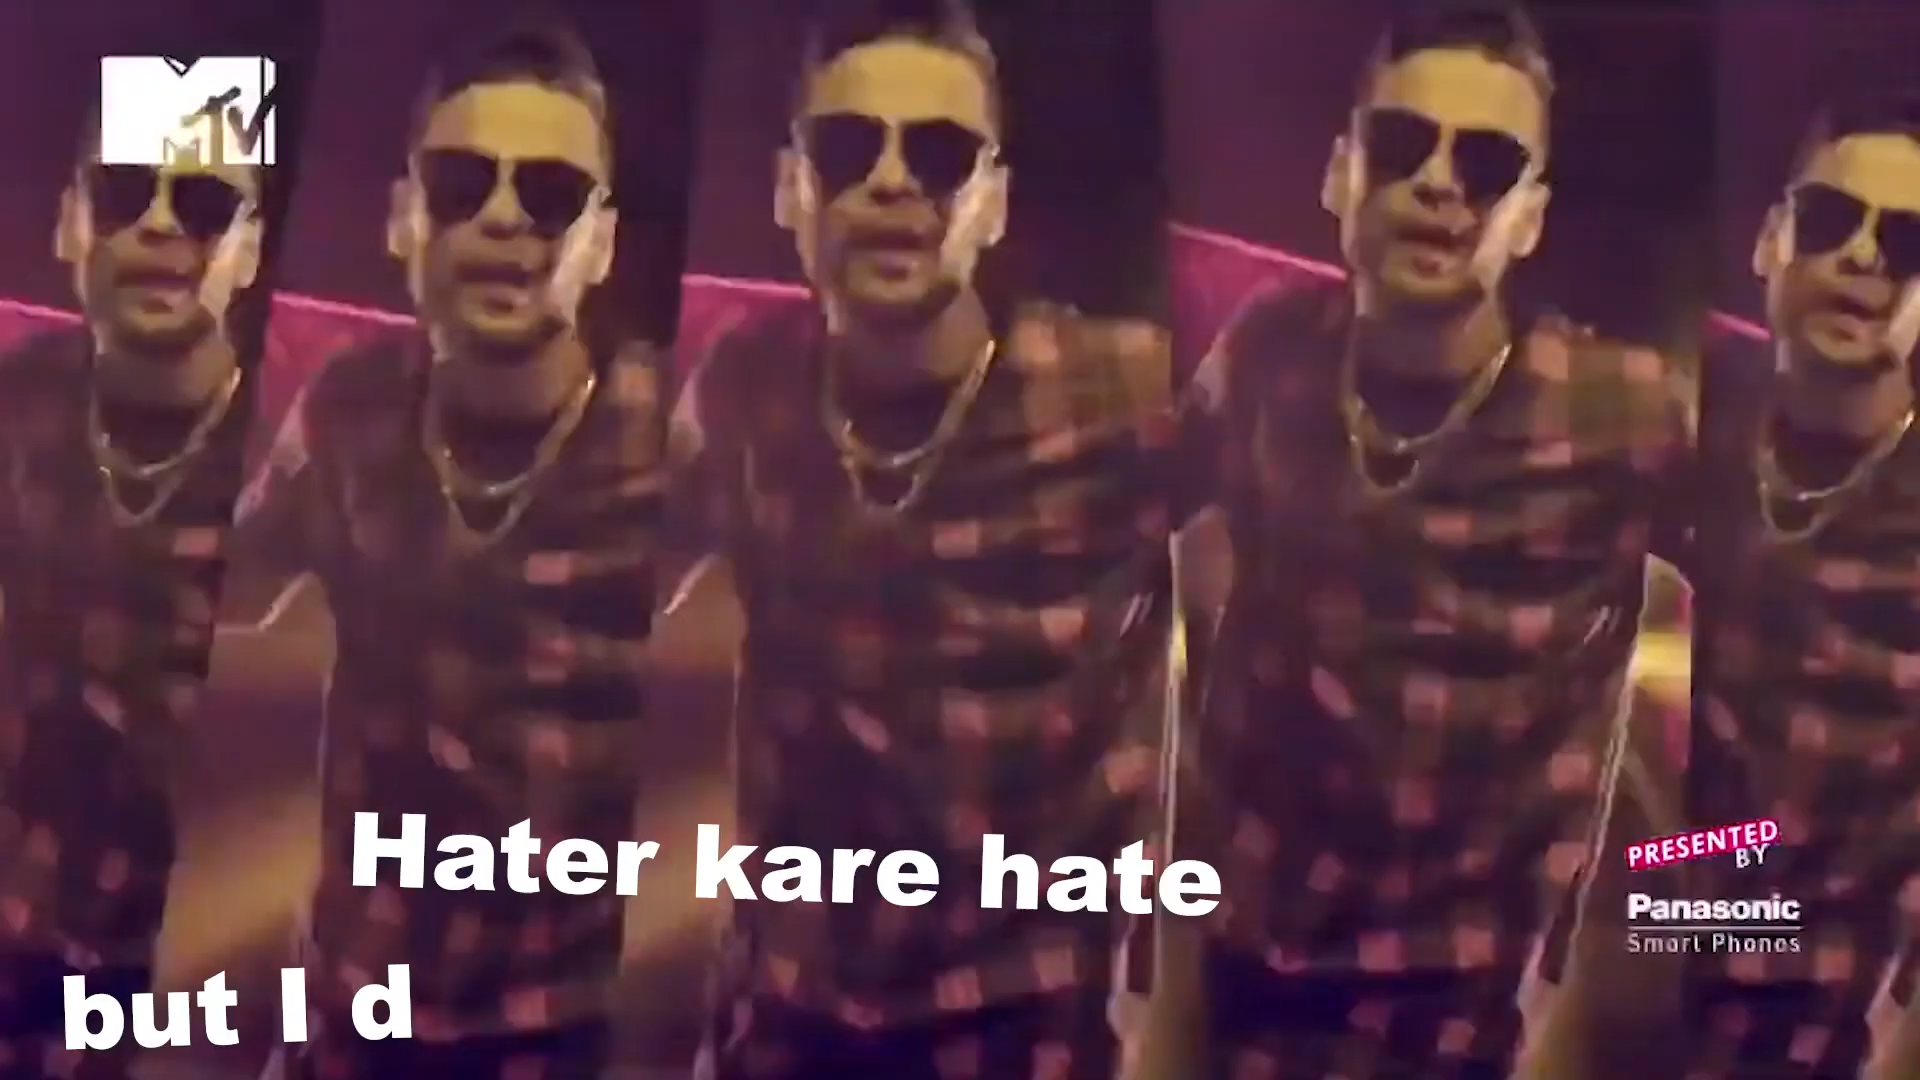 MTV
Hater kare hate
but I d
PRESENTED
BY
Panasonic
Smart Phones